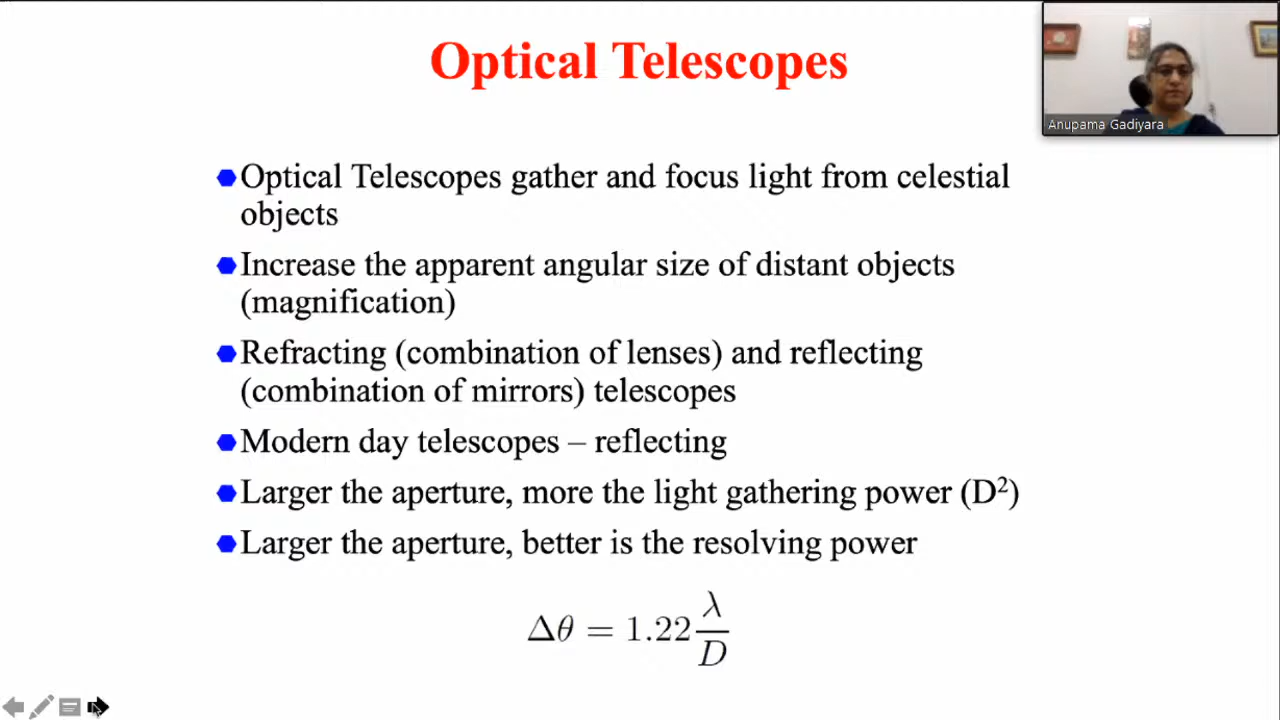 Optical Telescopes
Anupama Gadiyara
Optical Telescopes gather and focus light from celestial
objects
Increase the apparent angular size of distant objects
(magnification)
Refracting (combination of lenses) and reflecting
(combination of mirrors) telescopes
Modern day telescopes – reflecting
Larger the aperture, more the light gathering power (D²)
Larger the aperture, better is the resolving power
Δθ = 1.22 λ/D